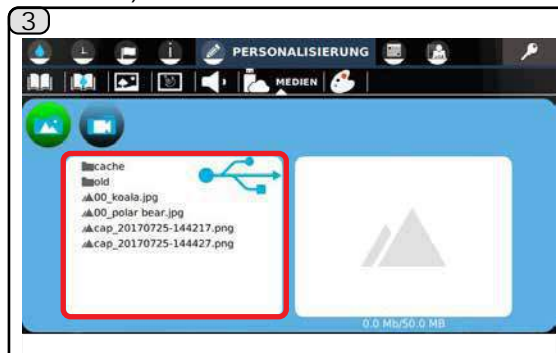 3
PERSONALISIERUNG
MEDIEN
cache
old
00_koala.jpg
00_polar bear.jpg
cap_20170725-144217.png
cap_20170725-144427.png
0.0 Mb/50.0 MB